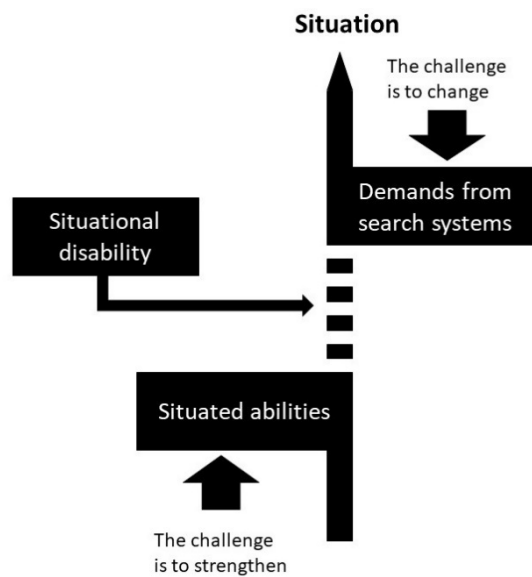 Situation
The challenge
is to change
Demands from
search systems
Situational
disability
Situated abilities
The challenge
is to strengthen